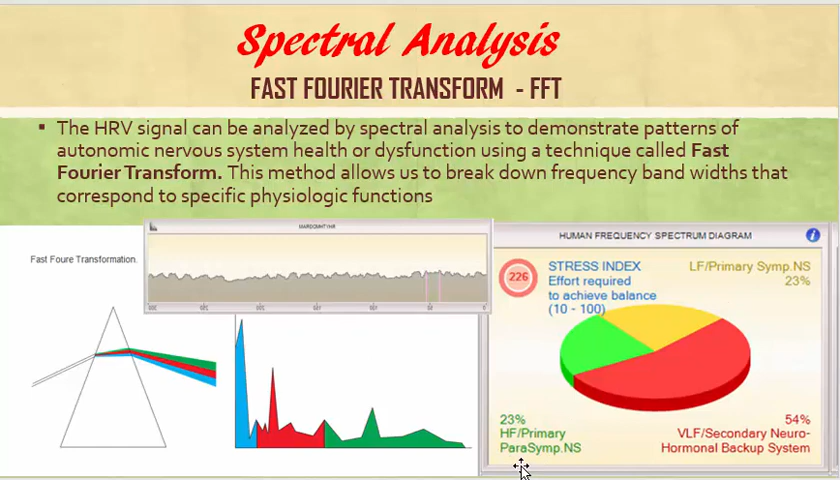 Spectral Analysis
FAST FOURIER TRANSFORM - FFT
▪ The HRV signal can be analyzed by spectral analysis to demonstrate patterns of
autonomic nervous system health or dysfunction using a technique called Fast
Fourier Transform. This method allows us to break down frequency band widths that
correspond to specific physiologic functions
Fast Foure Transformation.
HUMAN FREQUENCY SPECTRUM DIAGRAM
226
STRESS INDEX
Effort required
to achieve balance
(10 - 100)
LF/Primary Symp.NS
23%
23%
HF/Primary
ParaSymp.NS
54%
VLF/Secondary Neuro-
Hormonal Backup System